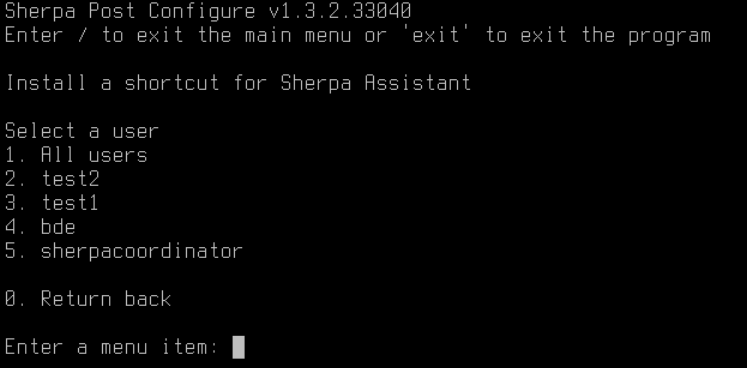 Sherpa Post Configure v1.3.2.33040
Enter / to exit the main menu or 'exit' to exit the program
Install a shortcut for Sherpa Assistant
Select a user
1. All users
2. test2
3. test1
4. bde
5. sherpacoordinator
0. Return back
Enter a menu item: